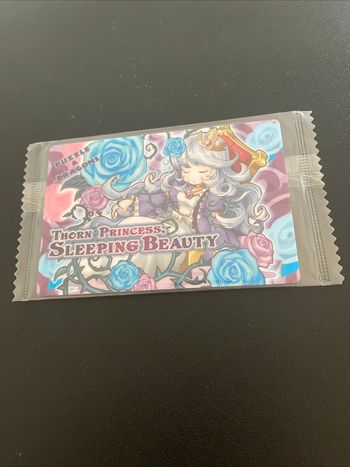 PUZZLE
&
DRAGONS
THORN PRINCESS,
SLEEPING BEAUTY